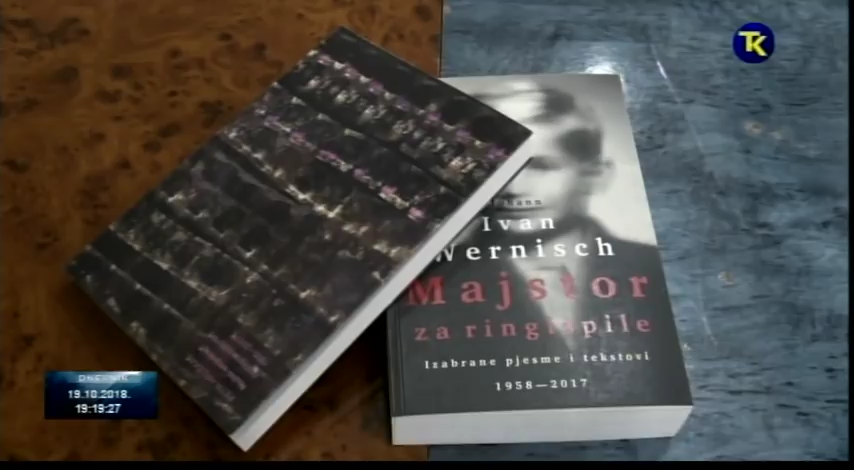 TK
Ivan
Wernisch
Majstor
za ringišpile
Izabrane pjesme i tekstovi
1958—2017
DNEVNIK
19.10.2018.
19:19:27